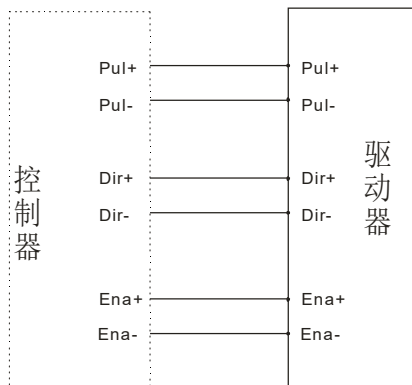 控制器
Pul+
Pul-
Dir+
Dir-
Ena+
Ena-
Pul+
Pul-
Dir+
Dir-
Ena+
Ena-
驱动器